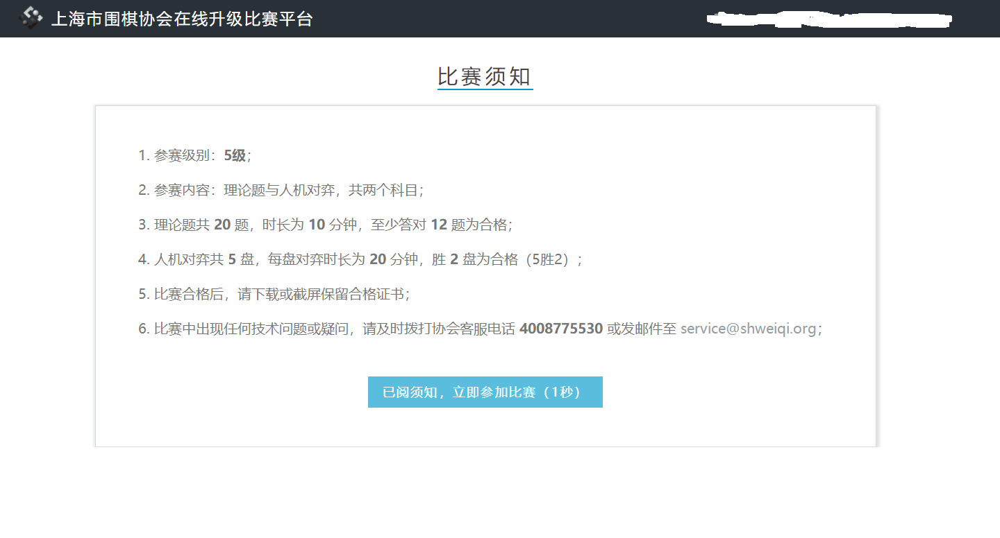 上海市围棋协会在线升级比赛平台
比赛须知
1. 参赛级别：5级；
2. 参赛内容：理论题与人机对弈，共两个科目；
3. 理论题共 20 题，时长为 10 分钟，至少答对 12 题为合格；
4. 人机对弈共 5 盘，每盘对弈时长为 20 分钟，胜 2 盘为合格（5胜2）；
5. 比赛合格后，请下载或截屏保留合格证书；
6. 比赛中出现任何技术问题或疑问，请及时拨打协会客服电话 4008775530 或发邮件至 service@shweiqi.org；
已阅须知，立即参加比赛（1秒）